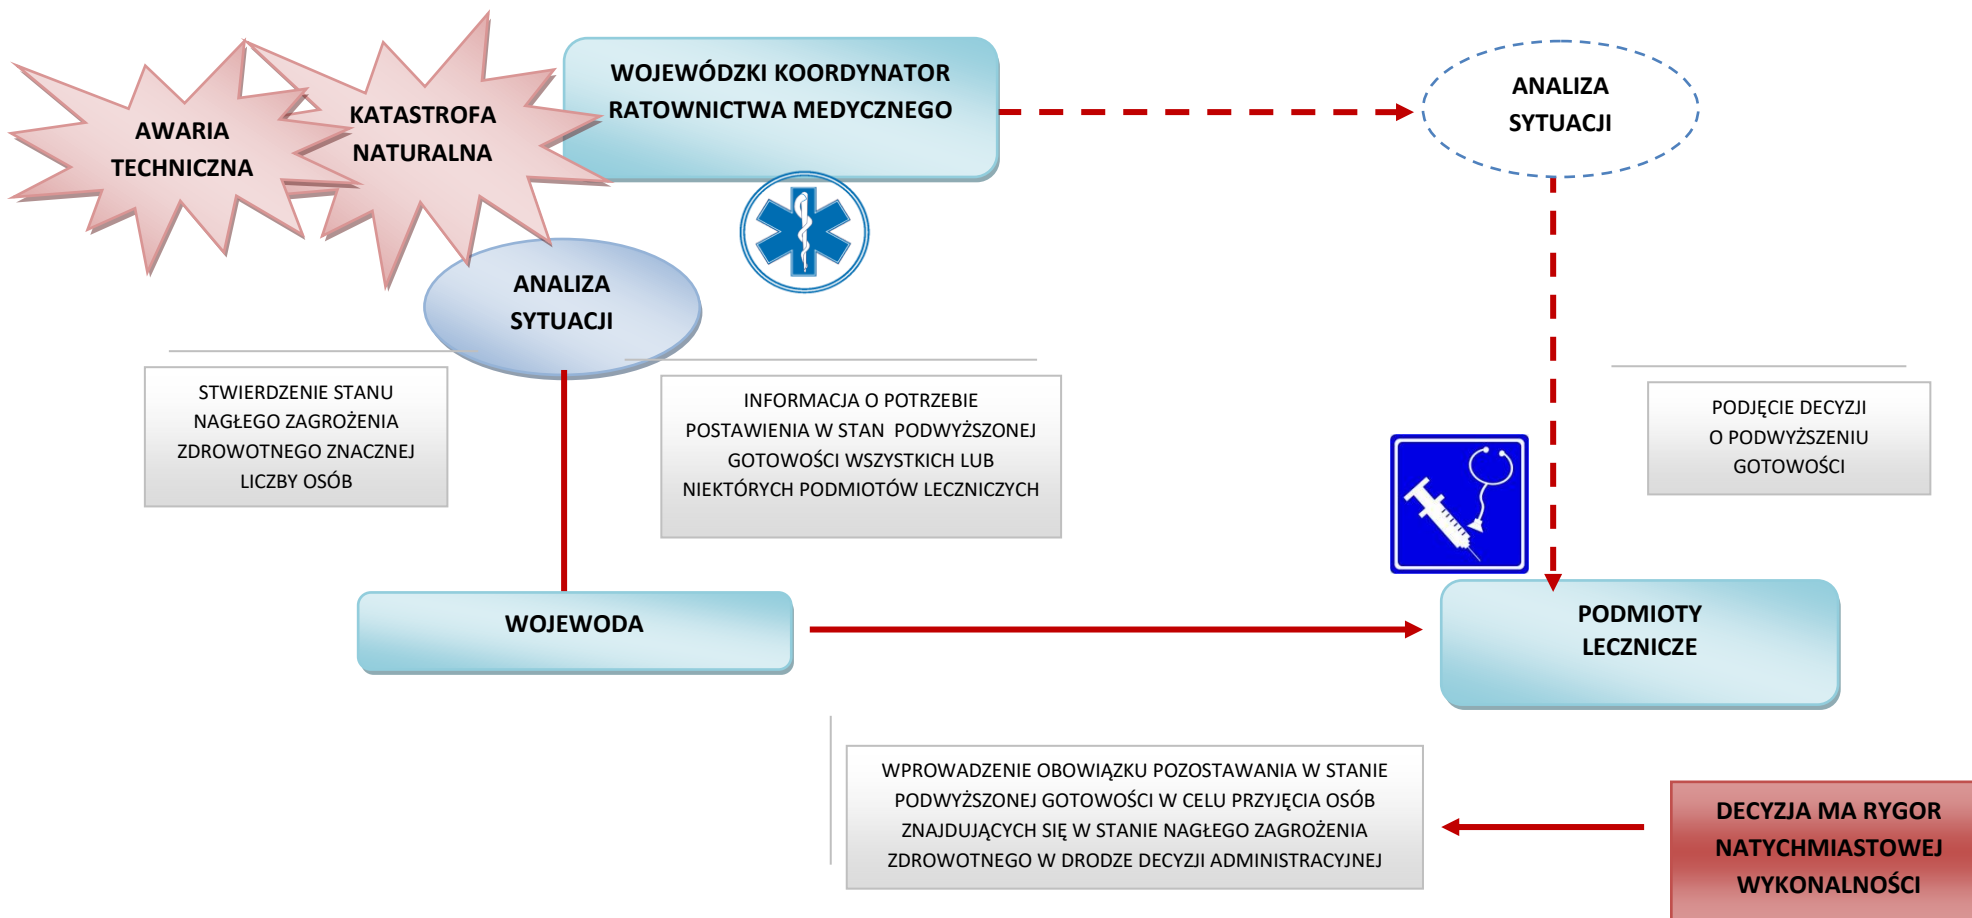 WOJEWÓDZKI KOORDYNATOR
RATOWNICTWA MEDYCZNEGO
ANALIZA
SYTUACJI
KATASTROFA
NATURALNA
AWARIA
TECHNICZNA
ANALIZA
SYTUACJI
STWIERDZENIE STANU
NAGŁEGO ZAGROŻENIA
ZDROWOTNEGO ZNACZNEJ
LICZBY OSÓB
INFORMACJA O POTRZEBIE
POSTAWIENIA W STAN PODWYŻSZONEJ
GOTOWOŚCI WSZYSTKICH LUB
NIEKTÓRYCH PODMIOTÓW LECZNICZYCH
PODJĘCIE DECYZJI
O PODWYŻSZENIU
GOTOWOŚCI
WOJEWODA
PODMIOTY
LECZNICZE
WPROWADZENIE OBOWIĄZKU POZOSTAWANIA W STANIE
PODWYŻSZONEJ GOTOWOŚCI W CELU PRZYJĘCIA OSÓB
ZNAJDUJĄCYCH SIĘ W STANIE NAGŁEGO ZAGROŻENIA
ZDROWOTNEGO W DRODZE DECYZJI ADMINISTRACYJNEJ
DECYZJA MA RYGOR
NATYCHMIASTOWEJ
WYKONALNOŚCI